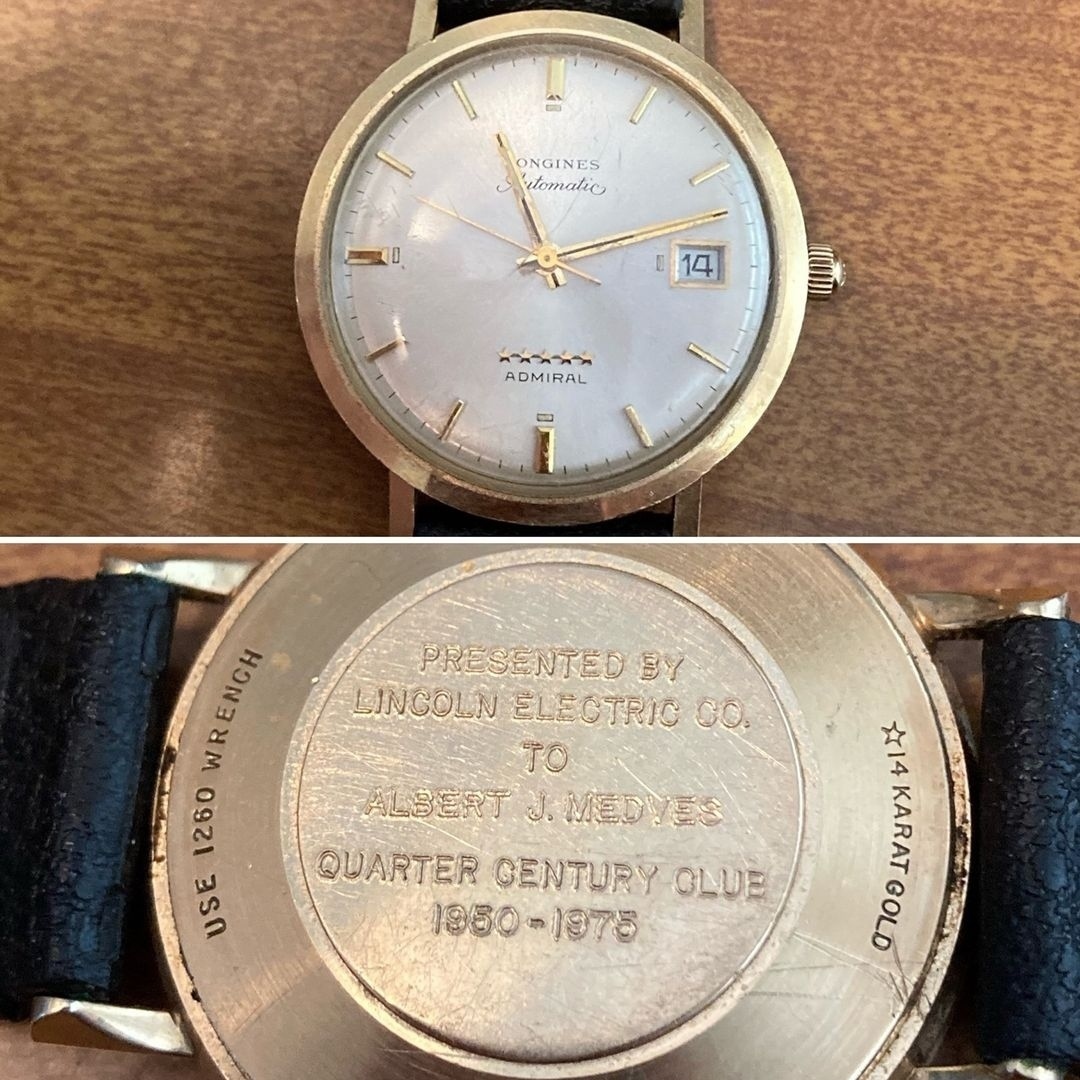 LONGINES
Automatic
14
ADMIRAL
USE 1260 WRENCH
PRESENTED BY
LINCOLN ELECTRIC CO.
TO
ALBERT J. MEDVES
QUARTER CENTURY CLUB
1950-1975
☆14 KARAT GOLD